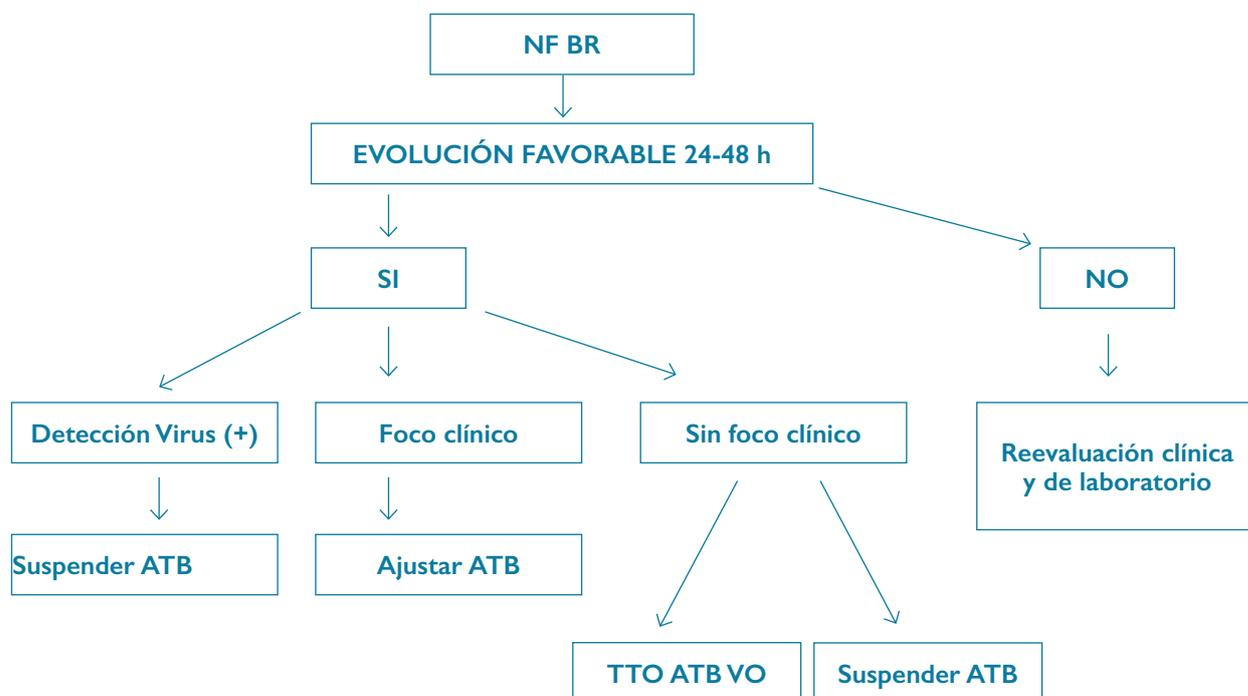 NF BR
EVOLUCIÓN FAVORABLE 24-48 h
SI
NO
Detección Virus (+)
Foco clínico
Sin foco clínico
Reevaluación clínica
y de laboratorio
Suspender ATB
Ajustar ATB
TTO ATB VO
Suspender ATB